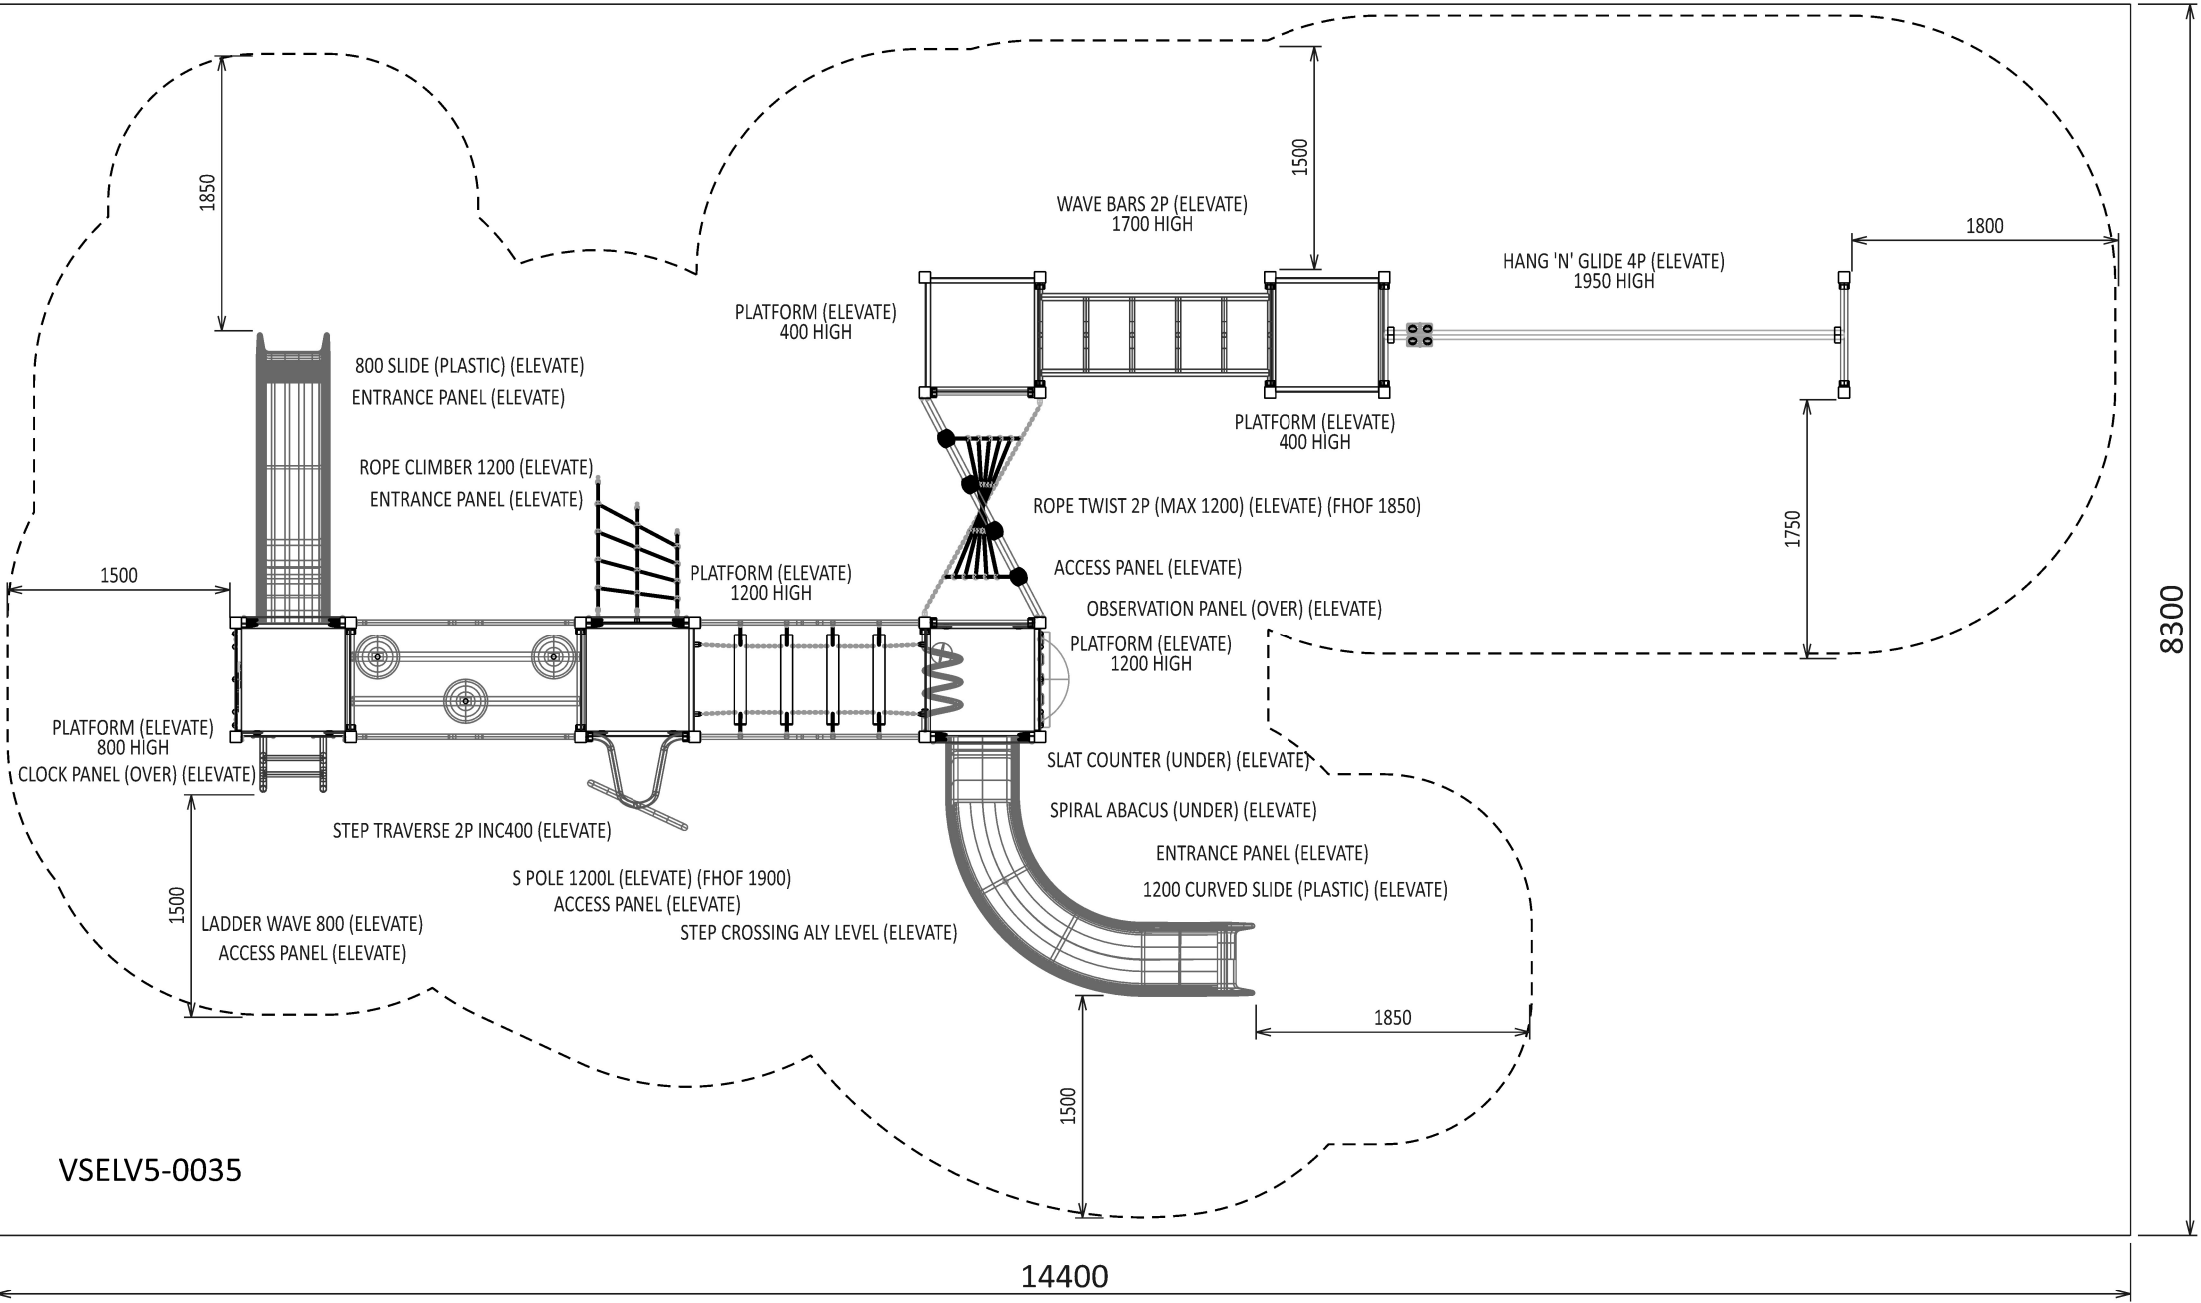 1850
1500
WAVE BARS 2P (ELEVATE)
1700 HIGH
1800
HANG 'N' GLIDE 4P (ELEVATE)
1950 HIGH
PLATFORM (ELEVATE)
400 HIGH
800 SLIDE (PLASTIC) (ELEVATE)
ENTRANCE PANEL (ELEVATE)
PLATFORM (ELEVATE)
400 HIGH
ROPE CLIMBER 1200 (ELEVATE)
ENTRANCE PANEL (ELEVATE)
ROPE TWIST 2P (MAX 1200) (ELEVATE) (FHOF 1850)
1750
1500
PLATFORM (ELEVATE)
1200 HIGH
ACCESS PANEL (ELEVATE)
OBSERVATION PANEL (OVER) (ELEVATE)
PLATFORM (ELEVATE)
1200 HIGH
8300
PLATFORM (ELEVATE)
800 HIGH
CLOCK PANEL (OVER) (ELEVATE)
SLAT COUNTER (UNDER) (ELEVATE)
SPIRAL ABACUS (UNDER) (ELEVATE)
STEP TRAVERSE 2P INC400 (ELEVATE)
ENTRANCE PANEL (ELEVATE)
1200 CURVED SLIDE (PLASTIC) (ELEVATE)
S POLE 1200L (ELEVATE) (FHOF 1900)
ACCESS PANEL (ELEVATE)
STEP CROSSING ALY LEVEL (ELEVATE)
1500
LADDER WAVE 800 (ELEVATE)
ACCESS PANEL (ELEVATE)
1850
1500
VSELV5-0035
14400